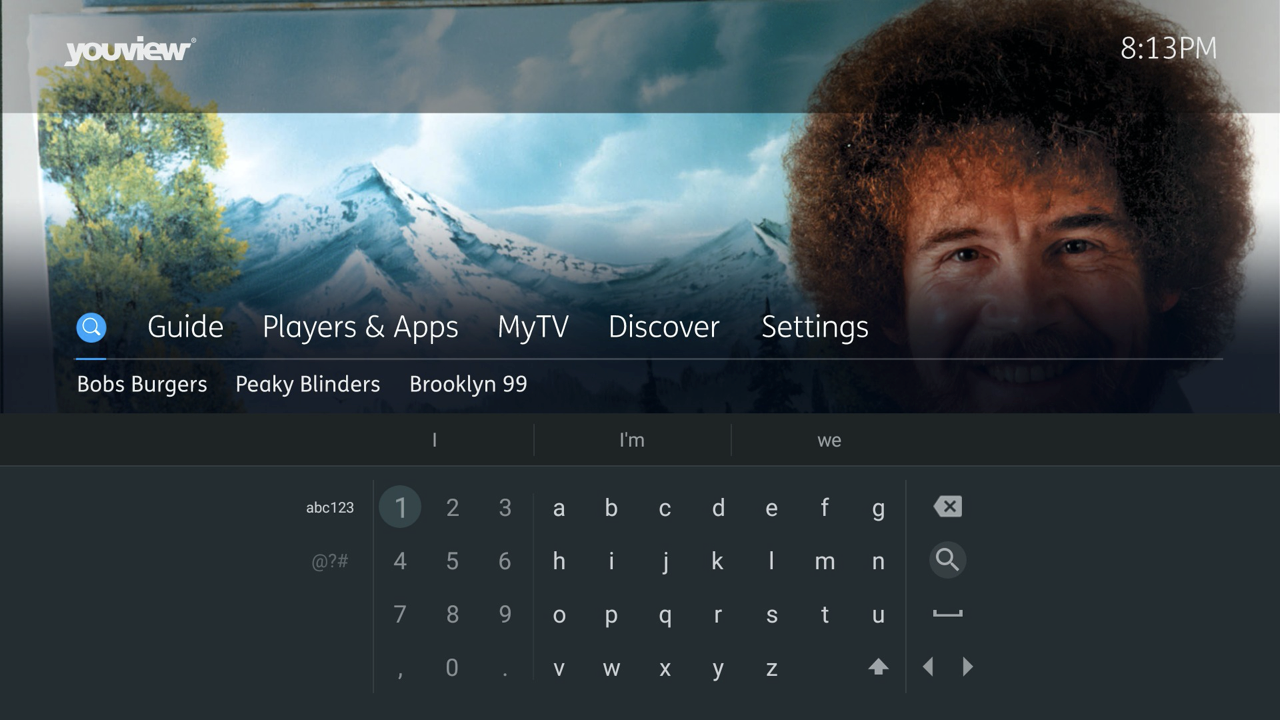 youview®
8:13PM
Guide Players & Apps MyTV Discover Settings
Bobs Burgers Peaky Blinders Brooklyn 99
I I'm we
abc123 1 2 3 a b c d e f g
@?# 4 5 6 h i j k l m n
7 8 9 o p q r s t u
, 0 . v w x y z